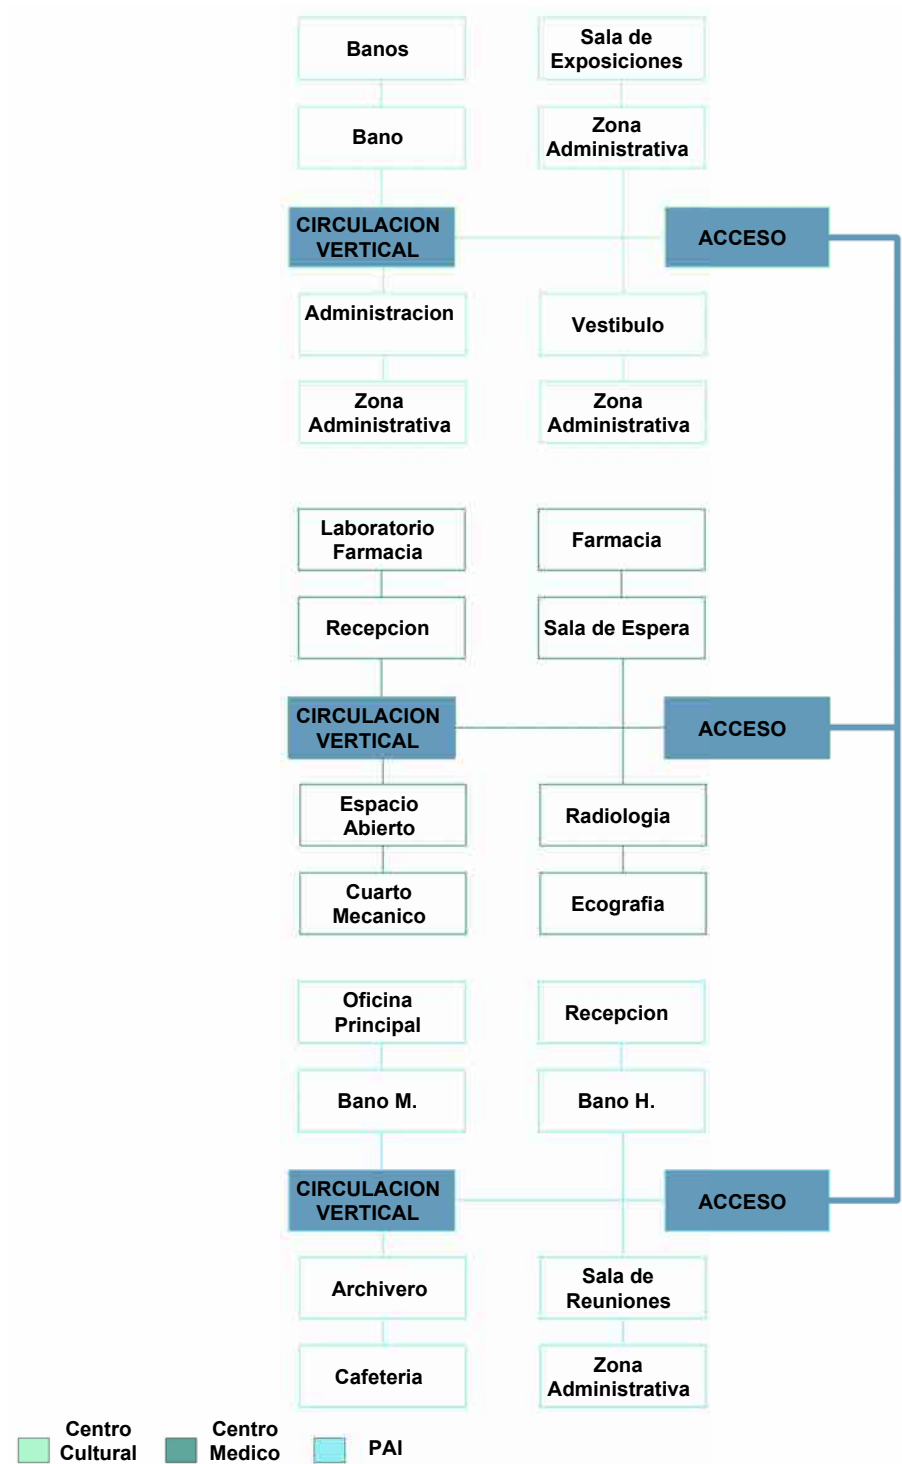 Banos
Sala de
Exposiciones
Bano
Zona
Administrativa
CIRCULACION
VERTICAL
ACCESO
Administracion
Vestibulo
Zona
Administrativa
Zona
Administrativa
Laboratorio
Farmacia
Farmacia
Recepcion
Sala de Espera
CIRCULACION
VERTICAL
ACCESO
Espacio
Abierto
Radiologia
Cuarto
Mecanico
Ecografia
Oficina
Principal
Recepcion
Bano M.
Bano H.
CIRCULACION
VERTICAL
ACCESO
Archivero
Sala de
Reuniones
Cafeteria
Zona
Administrativa
Centro
Cultural
Centro
Medico
PAI